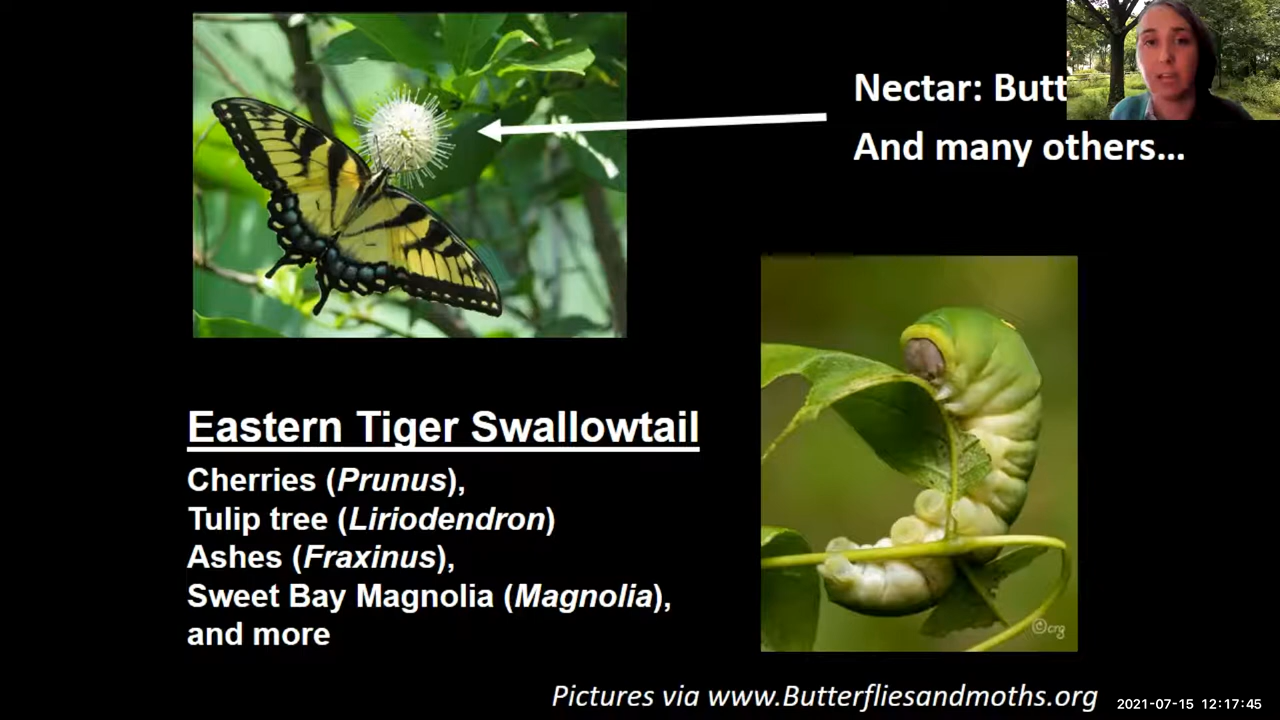 Nectar: Butt
And many others...
Eastern Tiger Swallowtail
Cherries (Prunus),
Tulip tree (Liriodendron)
Ashes (Fraxinus),
Sweet Bay Magnolia (Magnolia),
and more
©crg
Pictures via www.Butterfliesandmoths.org
2021-07-15 12:17:45